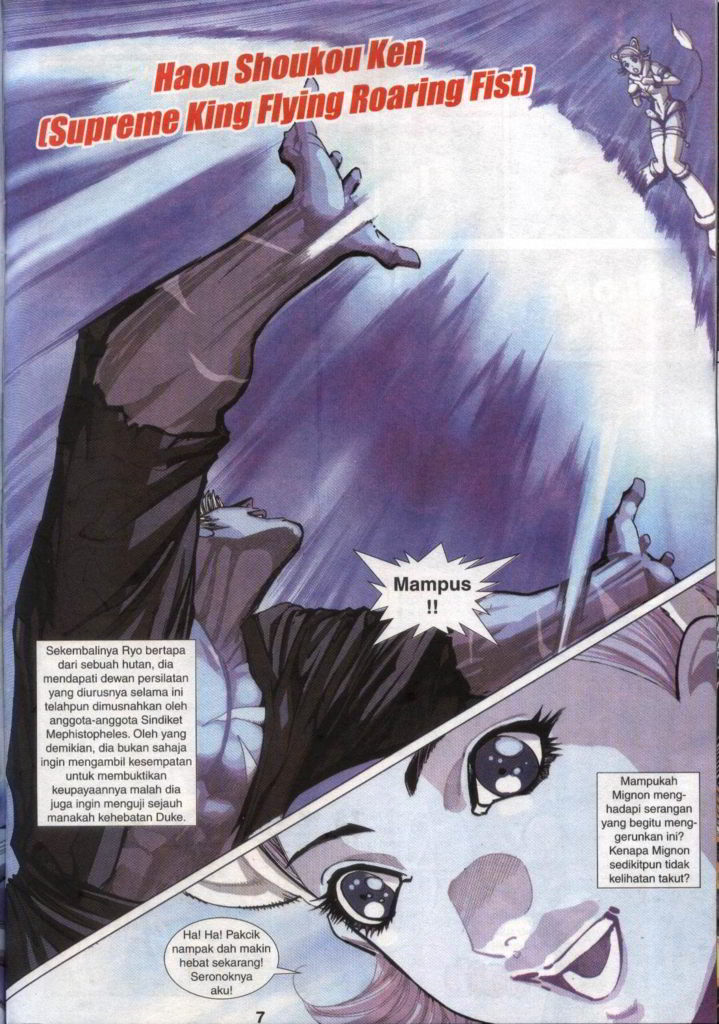 Haou Shoukou Ken
(Supreme King Flying Roaring Fist)
Mampus
!!
Sekembalinya Ryo bertapa
dari sebuah hutan, dia
mendapati dewan persilatan
yang diurusnya selama ini
telahpun dimusnahkan oleh
anggota-anggota Sindiket
Mephistopheles. Oleh yang
demikian, dia bukan sahaja
ingin mengambil kesempatan
untuk membuktikan
keupayaannya malah dia
juga ingin menguji sejauh
manakah kehebatan Duke.
Mampukah
Mignon meng-
hadapi serangan
yang begitu meng-
gerunkan ini?
Kenapa Mignon
sedikitpun tidak
kelihatan takut?
Ha! Ha! Pakcik
nampak dah makin
hebat sekarang!
Seronoknya
aku!
7